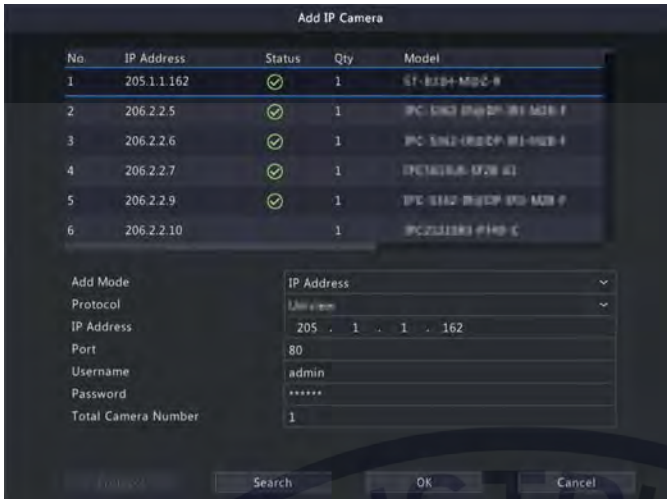 Add IP Camera
No. IP Address Status Qty Model
1 205.1.1.162 1
2 206.2.2.5 1
3 206.2.2.6 1
4 206.2.2.7 1
5 206.2.2.9 1
6 206.2.2.10 1
Add Mode IP Address
Protocol
IP Address 205 . 1 . 1 . 162
Port 80
Username admin
Password ******
Total Camera Number 1
Search OK Cancel